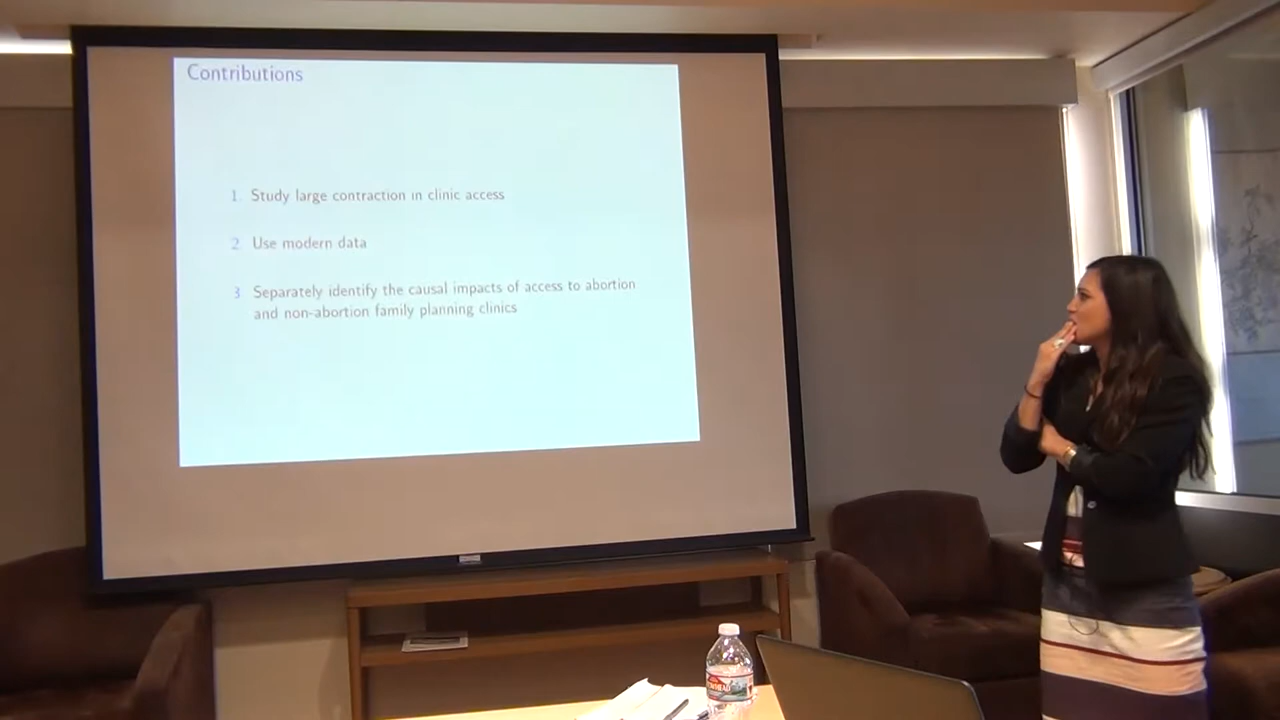 Contributions
1 Study large contraction in clinic access
2 Use modern data
3 Separately identify the causal impacts of access to abortion
and non-abortion family planning clinics